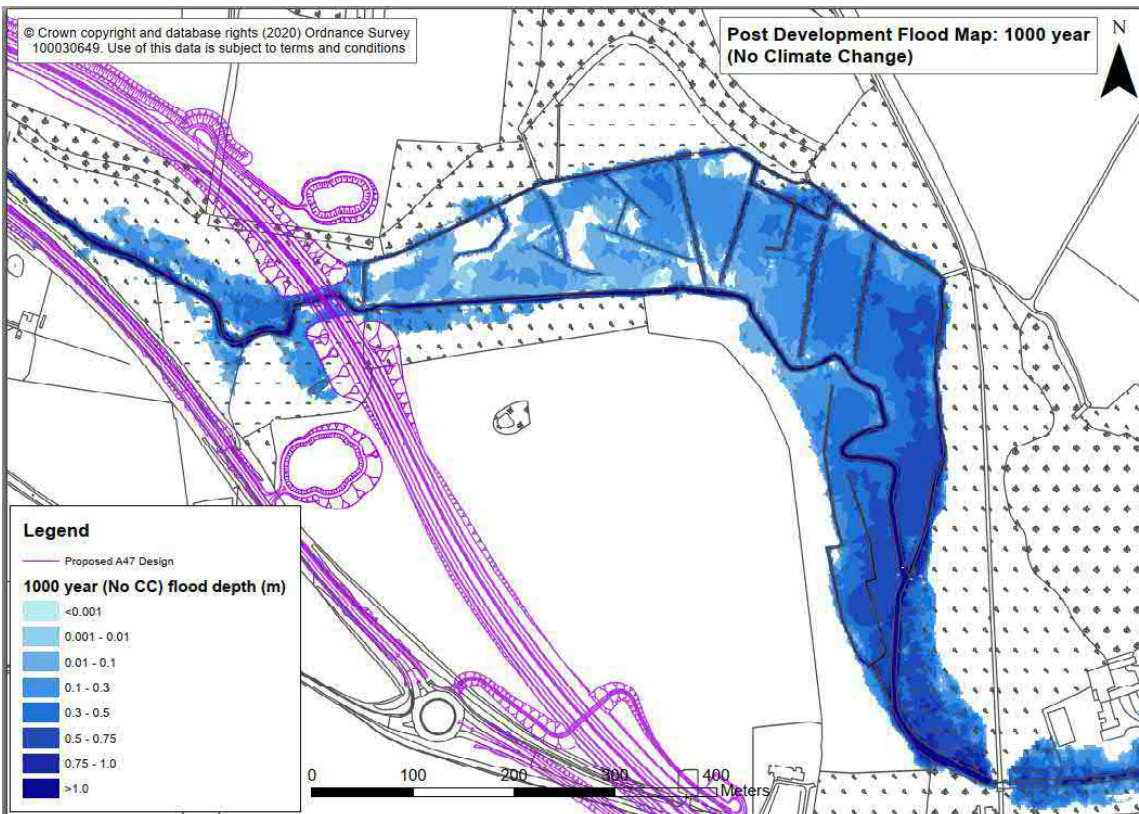 © Crown copyright and database rights (2020) Ordnance Survey
100030649. Use of this data is subject to terms and conditions
Post Development Flood Map: 1000 year
(No Climate Change)
N
Legend
Proposed A47 Design
1000 year (No CC) flood depth (m)
<0.001
0.001 - 0.01
0.01 - 0.1
0.1 - 0.3
0.3 - 0.5
0.5 - 0.75
0.75 - 1.0
>1.0
0 100 200 300 400
Meters